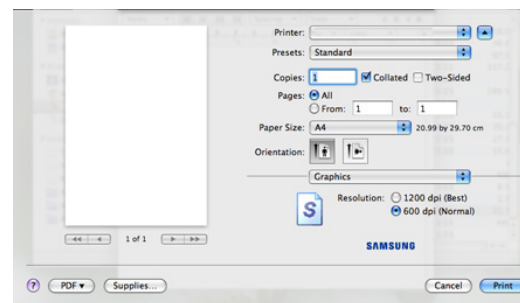 Printer:
Presets: Standard
Copies: 1 Collated Two-Sided
Pages: All
From: 1 to: 1
Paper Size: A4 20.99 by 29.70 cm
Orientation:
Graphics
S Resolution: 1200 dpi (Best)
600 dpi (Normal)
1 of 1
SAMSUNG
? PDF▾ Supplies... Cancel Print